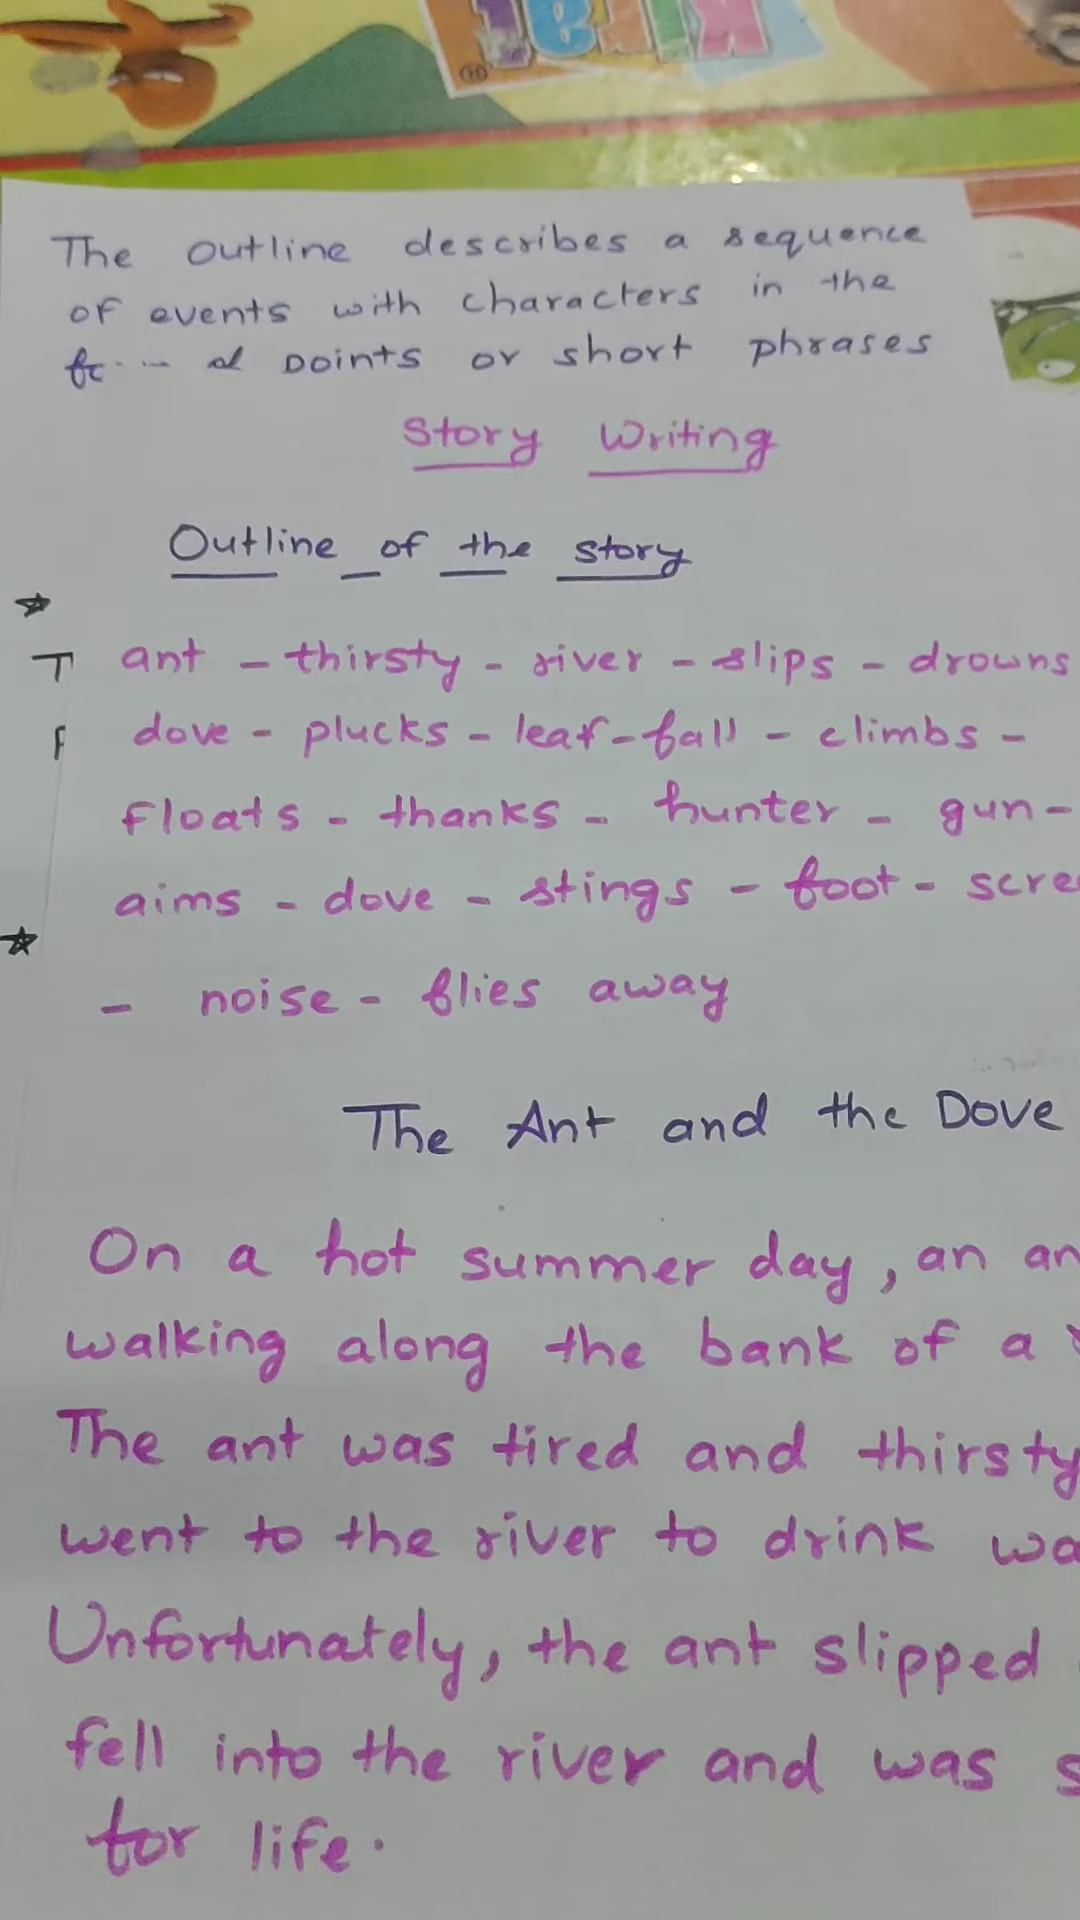 The outline describes a sequence
of events with characters in the
points or short phrases
Story Writing
Outline of the story
T
ant - thirsty - river - slips - drowns
F
dove - plucks - leaf - fall - climbs -
floats - thanks - hunter - gun -
aims - dove - stings - foot - scre
- noise - flies away
The Ant and the Dove
On a hot summer day, an an
walking along the bank of a
The ant was tired and thirsty
went to the river to drink wa
Unfortunately, the ant slipped
fell into the river and was s
for life.